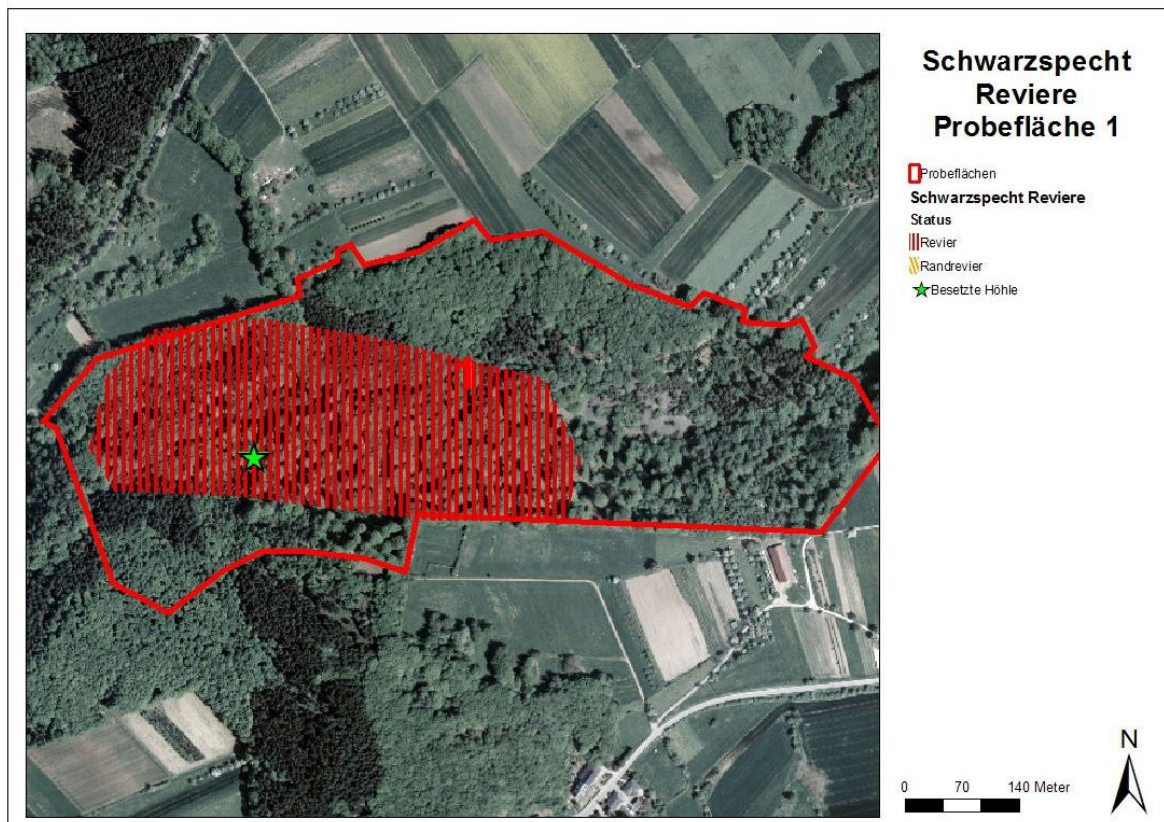 Schwarzspecht
Reviere
Probefläche 1
Probeflächen
Schwarzspecht Reviere
Status
Revier
Randrevier
Besetzte Höhle
N
0 70 140 Meter